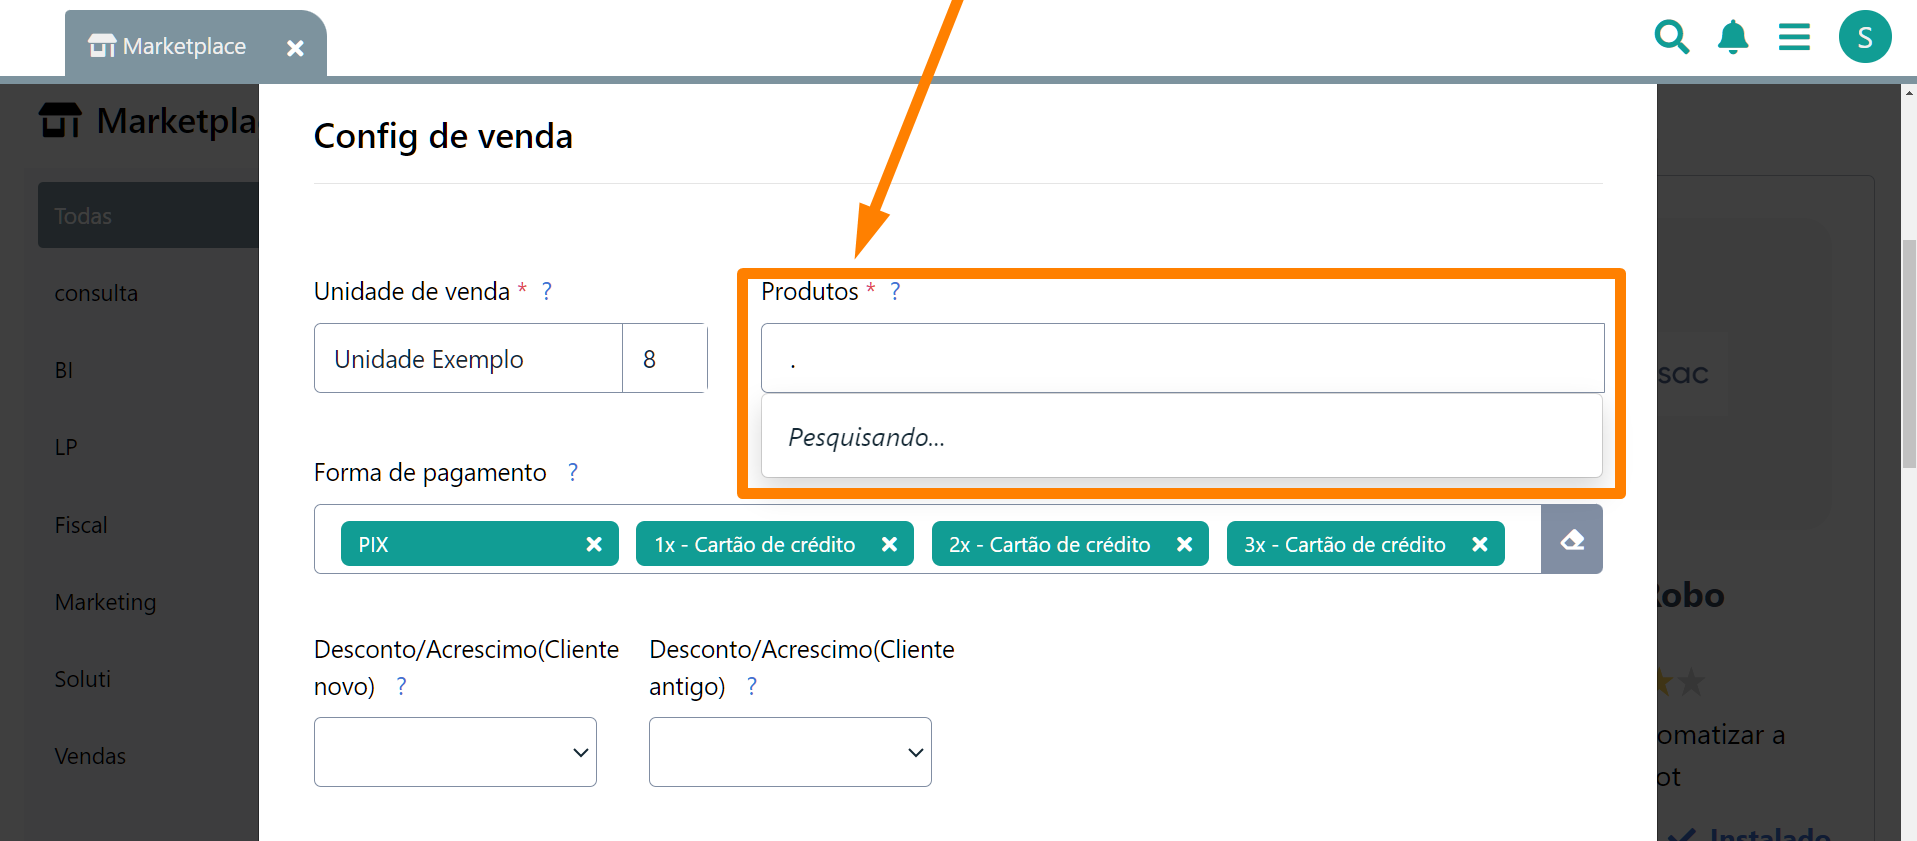 Marketplace
S
Marketpla
Config de venda
Todas
consulta
BI
LP
Fiscal
Marketing
Soluti
Vendas
Unidade de venda * ?
Unidade Exemplo 8
Produtos * ?
.
Pesquisando...
Forma de pagamento ?
PIX
1x - Cartão de crédito
2x - Cartão de crédito
3x - Cartão de crédito
Desconto/Acrescimo(Cliente
novo) ?
Desconto/Acrescimo(Cliente
antigo) ?
sac
Robo
omatizar a
ot
Instalado